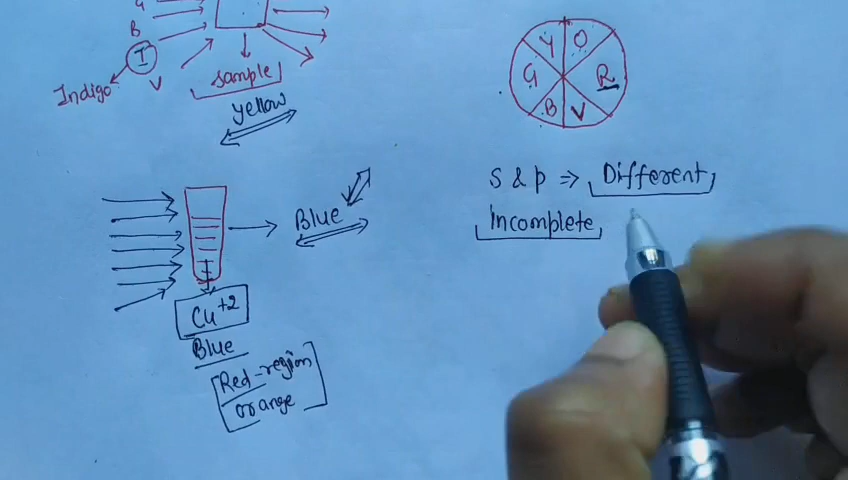 G
B
I
Indigo
V
sample
yellow
Y O
G R
B V
S & P ⇒ Different
Incomplete
Blue
Cu+2
Blue
Red-region
orange